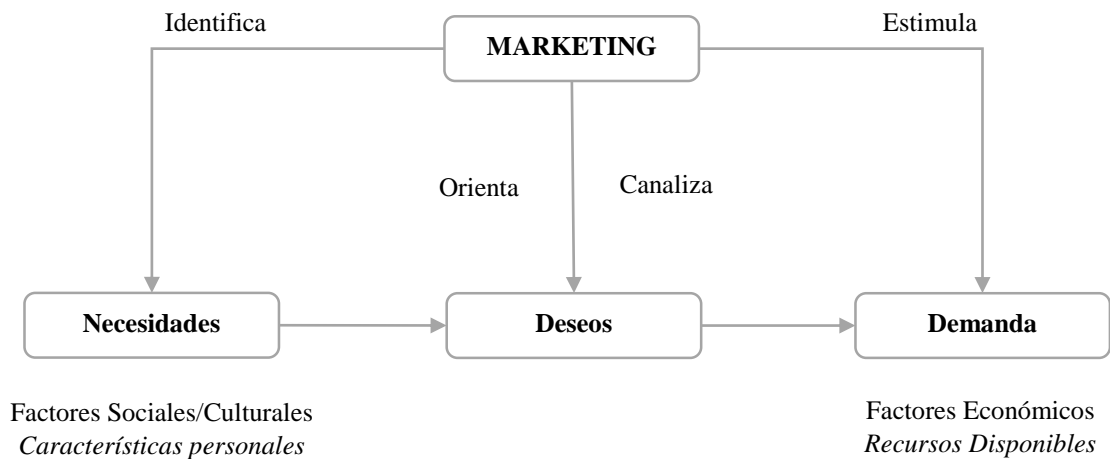 Identifica
MARKETING
Estimula
Orienta
Canaliza
Necesidades
Deseos
Demanda
Factores Sociales/Culturales
Características personales
Factores Económicos
Recursos Disponibles